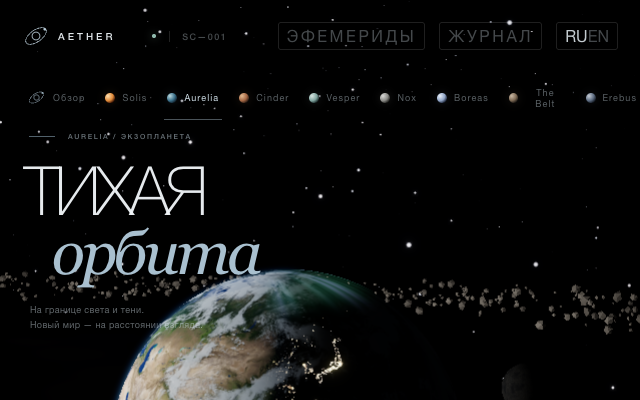 AETHER
SC—001
ЭФЕМЕРИДЫ
ЖУРНАЛ
RU EN
Обзор
Solis
Aurelia
Cinder
Vesper
Nox
Boreas
The Belt
Erebus
AURELIA / ЭКЗОПЛАНЕТА
ТИХАЯ
орбита
На границе света и тени.
Новый мир — на расстоянии взгляда.